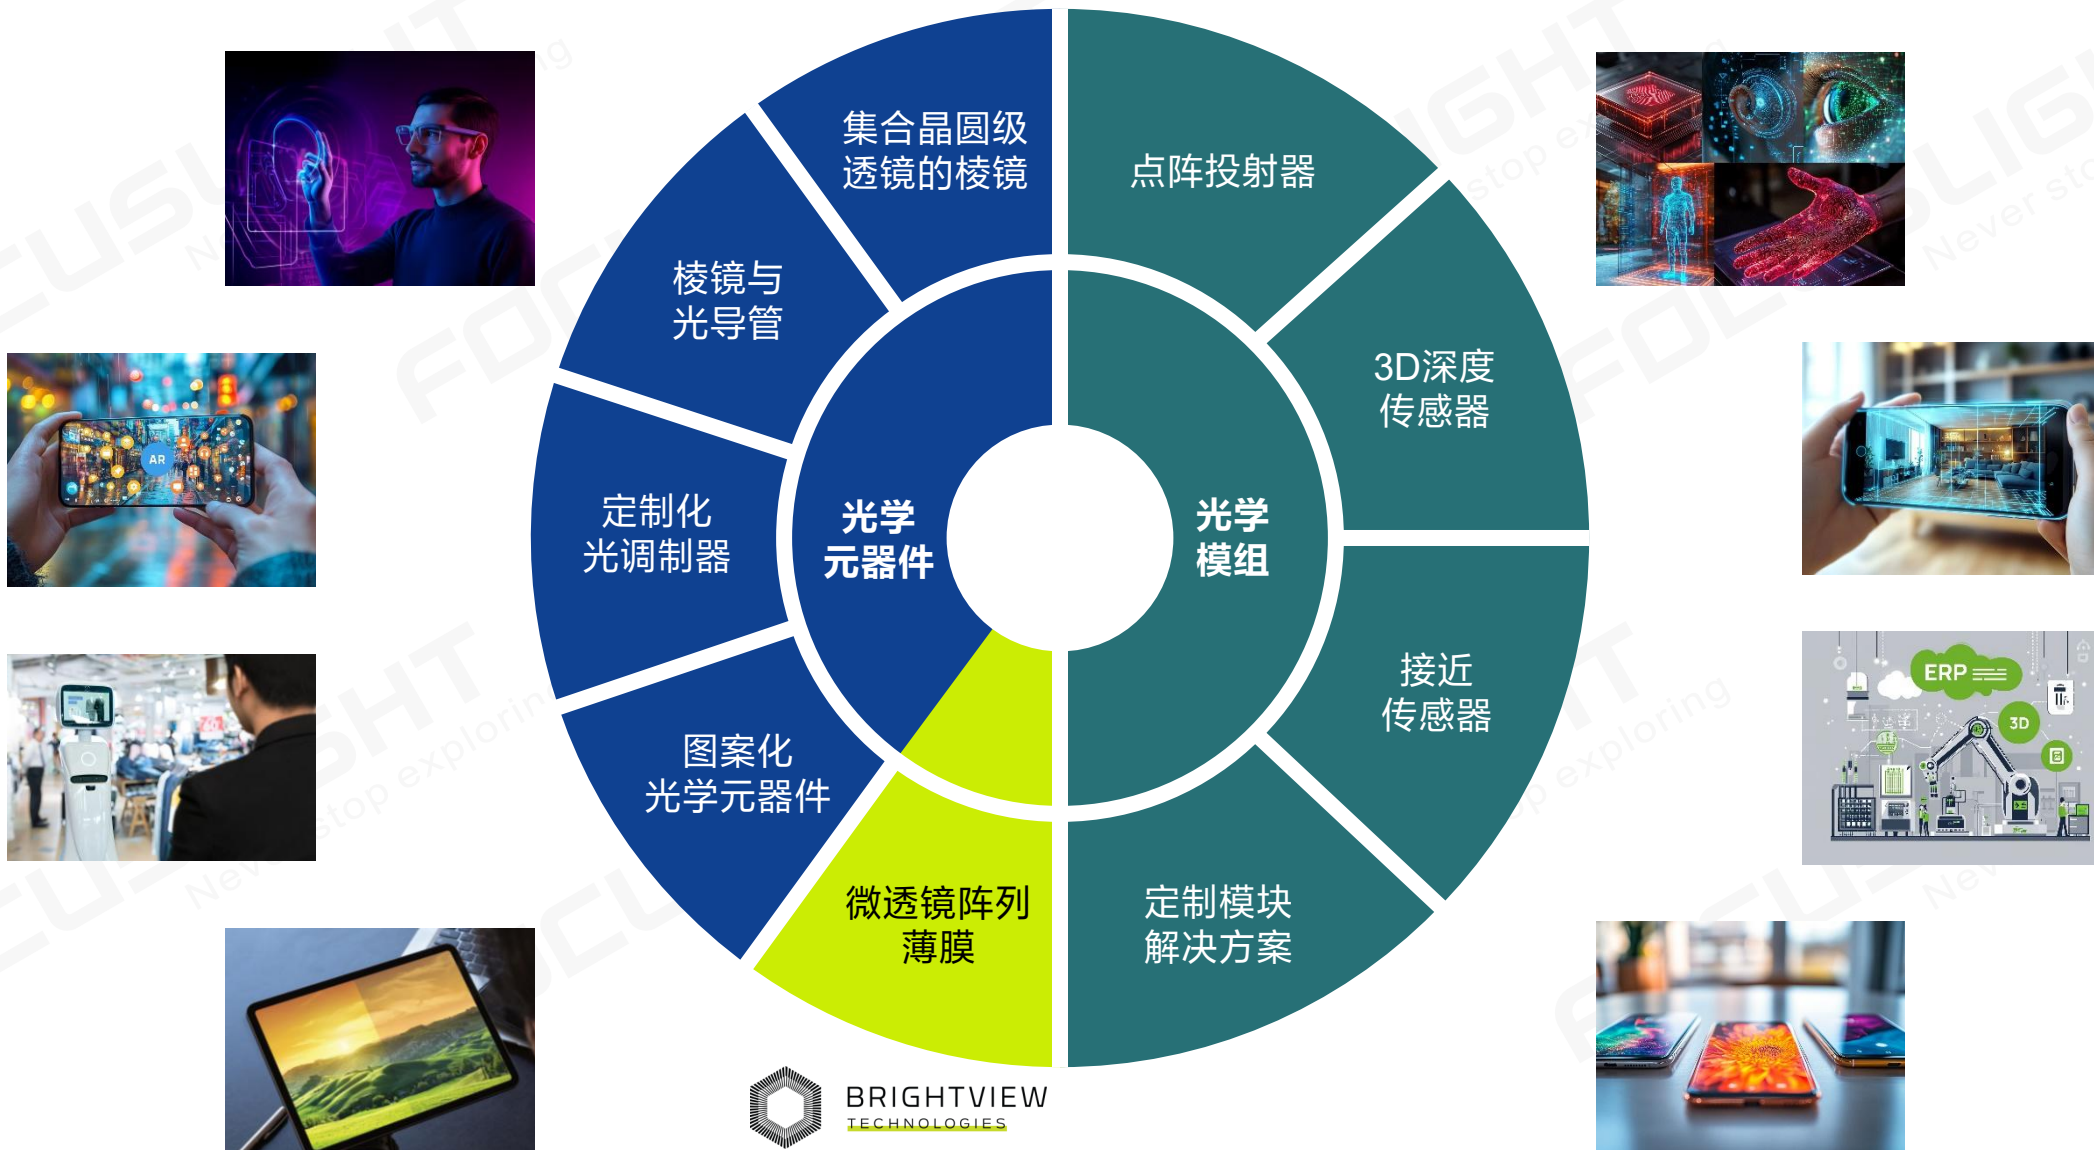 集合晶圆级
透镜的棱镜
点阵投射器
棱镜与
光导管
3D深度
传感器
定制化
光调制器
光学
元器件
光学
模组
接近
传感器
图案化
光学元器件
微透镜阵列
薄膜
定制模块
解决方案
AR
ERP
3D
BRIGHTVIEW
TECHNOLOGIES
FOCUSLIGHT
Never stop exploring